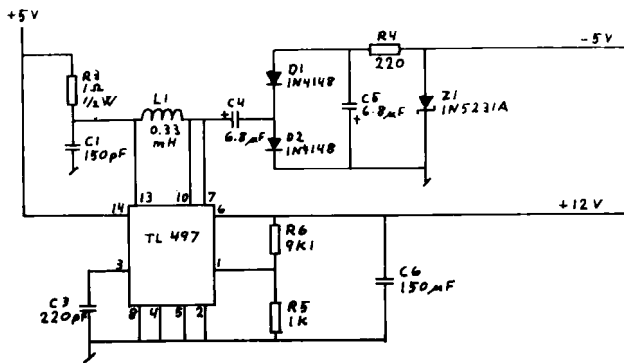 +5V
R3
1Ω
1/2W
C1
150pF
L1
0.33
mH
C4
+
6.8µF
D1
1N4148
D2
1N4148
C5
6.8µF
+
R4
220
Z1
1N5231A
-5V
13
10
7
14
6
+12V
TL 497
3
1
8
4
5
2
C3
220pF
R6
9K1
R5
1K
C6
150µF